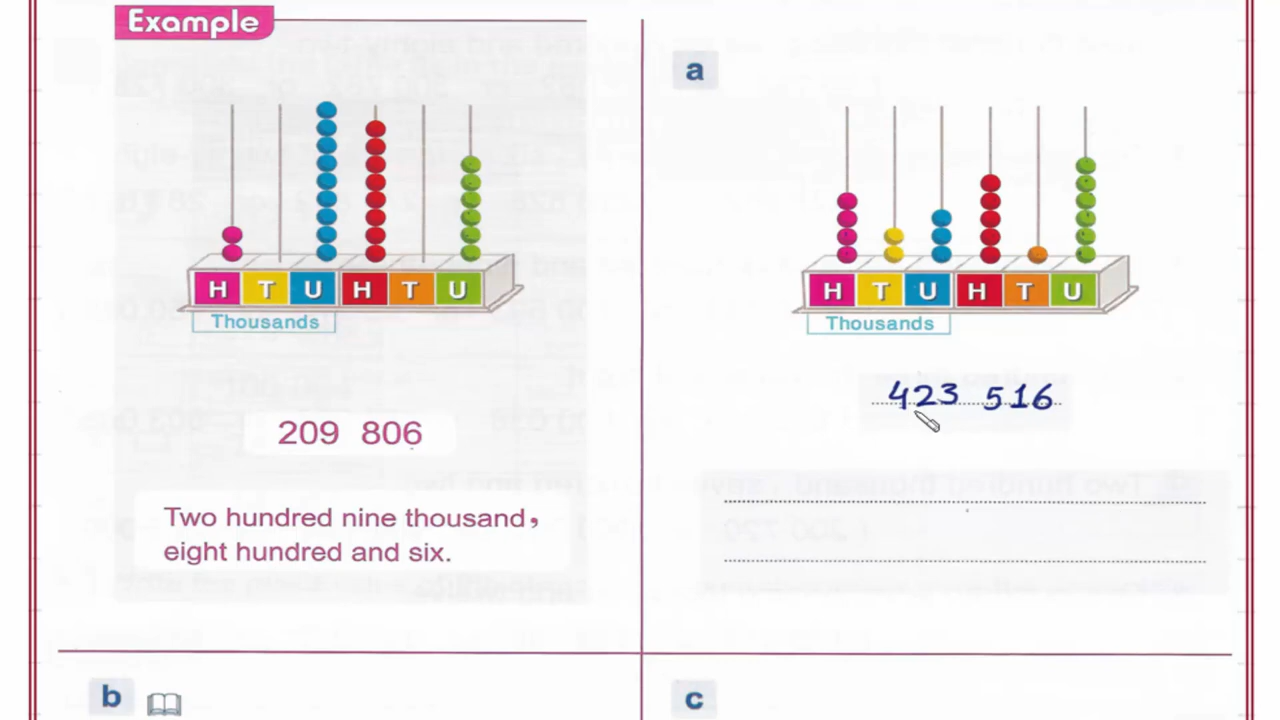 Example
H T U H T U
Thousands
209 806
Two hundred nine thousand,
eight hundred and six.
a
H T U H T U
Thousands
423 516
b
c